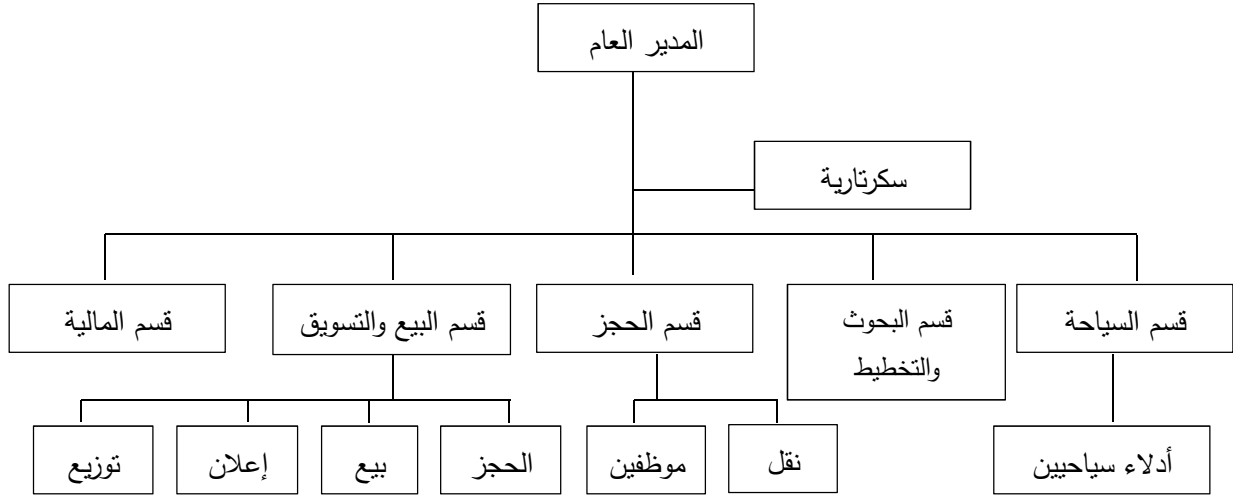 المدير العام
سكرتارية
قسم السياحة
قسم البحوث
والتخطيط
قسم الحجز
قسم البيع والتسويق
قسم المالية
أدلاء سياحيين
نقل
موظفين
الحجز
بيع
إعلان
توزيع